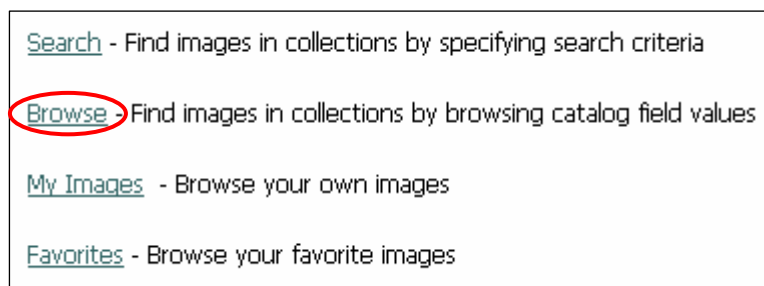 Search - Find images in collections by specifying search criteria
Browse - Find images in collections by browsing catalog field values
My Images - Browse your own images
Favorites - Browse your favorite images